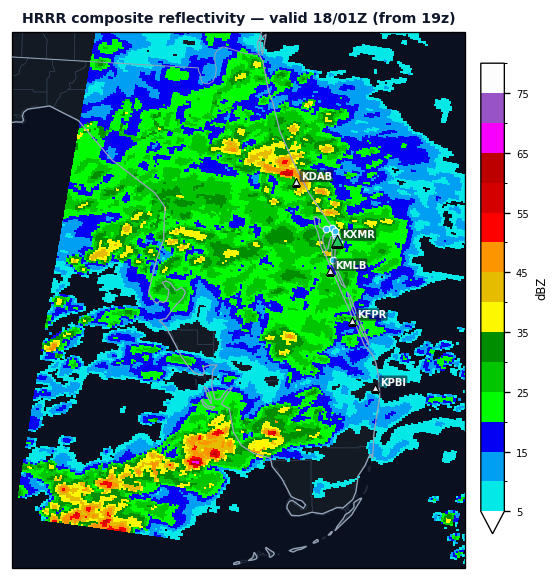 HRRR composite reflectivity — valid 18/01Z (from 19z)
KDAB
KXMR
KMLB
KFPR
KPBI
75
65
55
45
35
25
15
5
dBZ